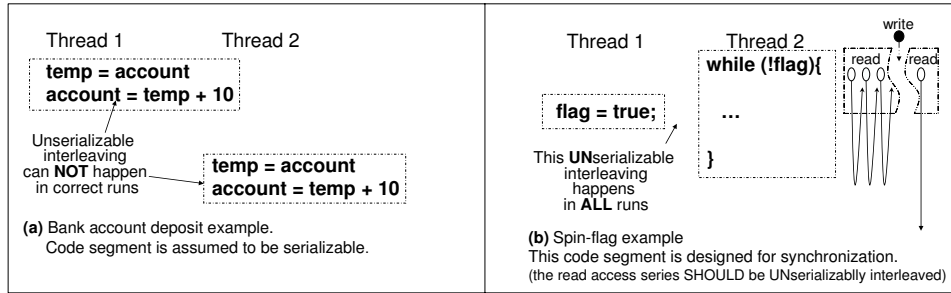 Thread 1
Thread 2
temp = account
account = temp + 10
Unserializable
interleaving
can NOT happen
in correct runs
temp = account
account = temp + 10
(a) Bank account deposit example.
Code segment is assumed to be serializable.
Thread 1
Thread 2
write
while (!flag){
read
read
flag = true;
...
}
This UNserializable
interleaving
happens
in ALL runs
(b) Spin-flag example
This code segment is designed for synchronization.
(the read access series SHOULD be UNserializablly interleaved)